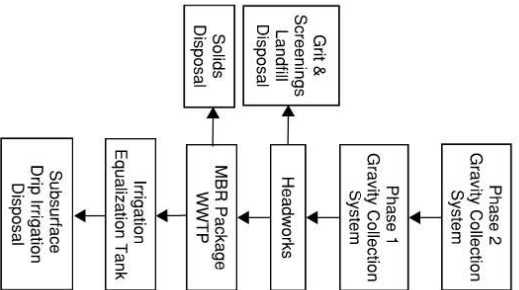 Phase 2
Gravity Collection
System
Phase 1
Gravity Collection
System
Headworks
Grit &
Screenings
Landfill
Disposal
MBR Package
WWTP
Solids
Disposal
Irrigation
Equalization Tank
Subsurface
Drip Irrigation
Disposal